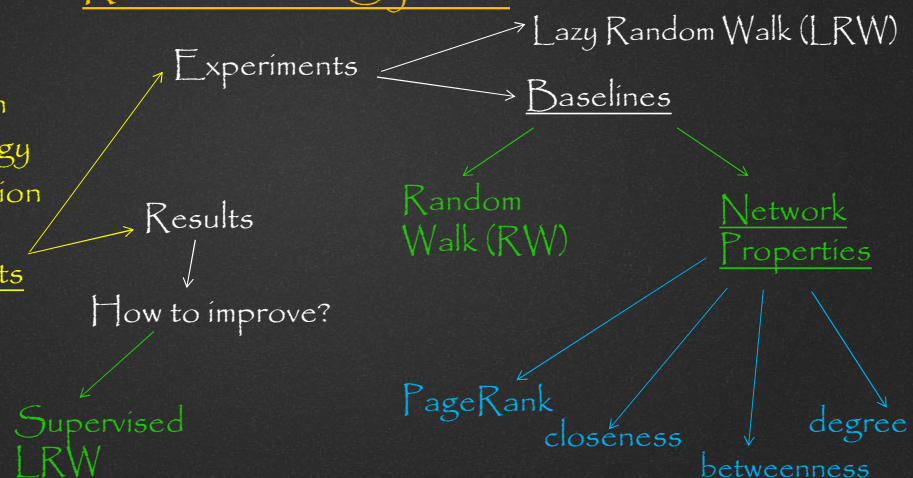 Lazy Random Walk (LRW)
Experiments
Baselines
Random
Walk (RW)
Network
Properties
Results
How to improve?
Supervised
LRW
PageRank
closeness
betweenness
degree